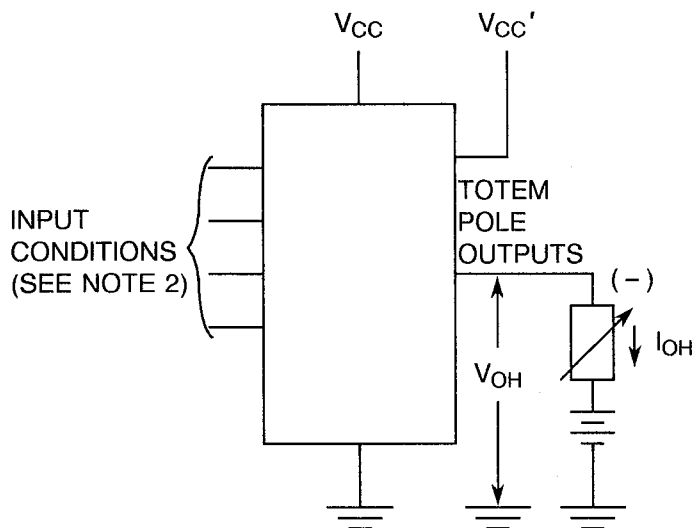 VCC
VCC'
INPUT
CONDITIONS
(SEE NOTE 2)
TOTEM
POLE
OUTPUTS
(-)
IOH
VOH